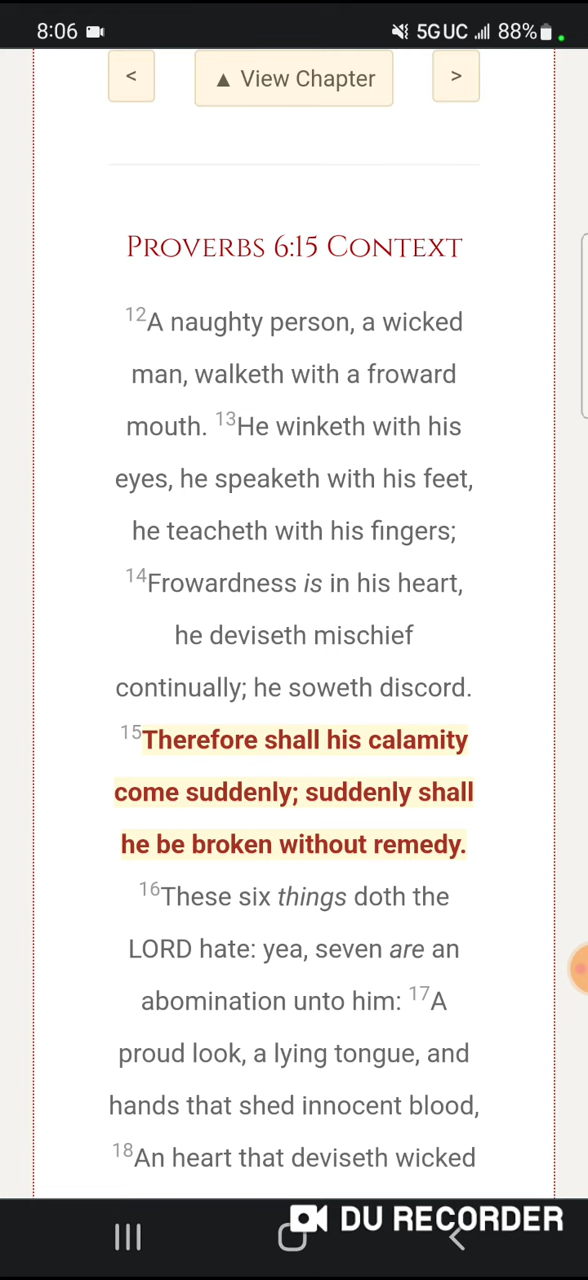 8:06 5GUC 88%
< ▲ View Chapter >
PROVERBS 6:15 CONTEXT
12A naughty person, a wicked
man, walketh with a froward
mouth. 13He winketh with his
eyes, he speaketh with his feet,
he teacheth with his fingers;
14Frowardness is in his heart,
he deviseth mischief
continually; he soweth discord.
15Therefore shall his calamity
come suddenly; suddenly shall
he be broken without remedy.
16These six things doth the
LORD hate: yea, seven are an
abomination unto him: 17A
proud look, a lying tongue, and
hands that shed innocent blood,
18An heart that deviseth wicked
DU RECORDER